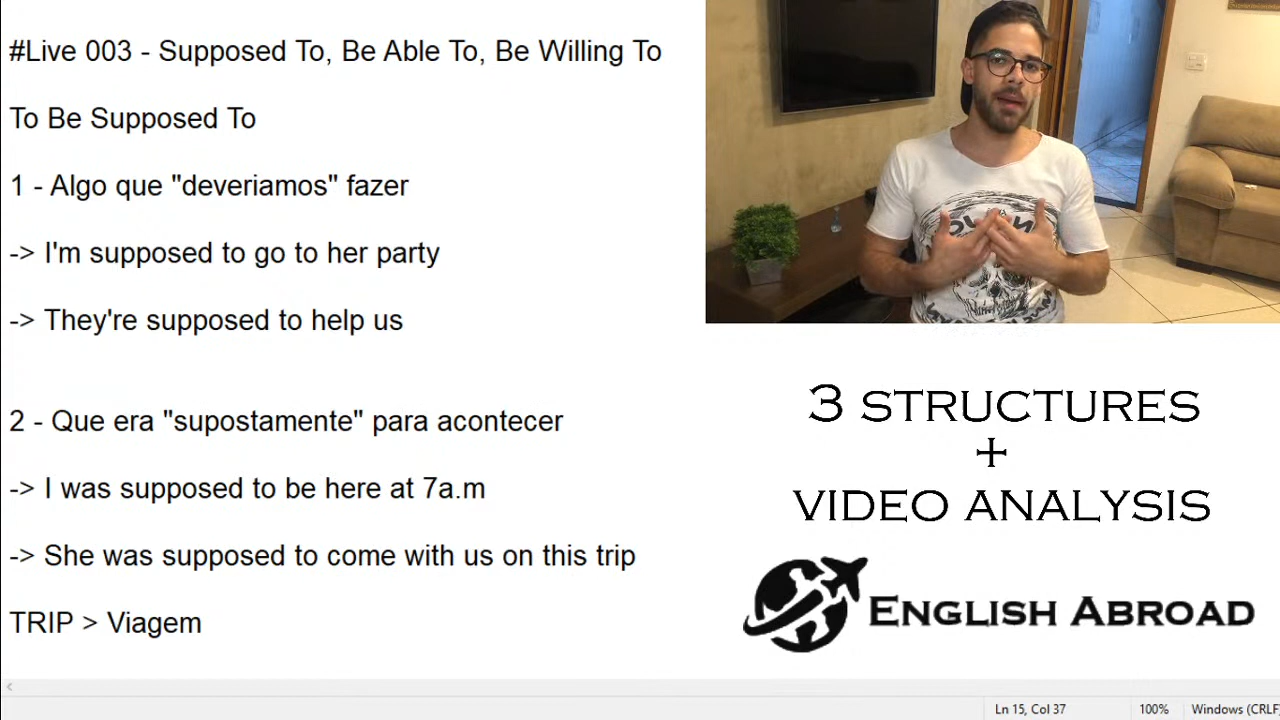 #Live 003 - Supposed To, Be Able To, Be Willing To
To Be Supposed To
1 - Algo que "deveriamos" fazer
-> I'm supposed to go to her party
-> They're supposed to help us
2 - Que era "supostamente" para acontecer
-> I was supposed to be here at 7a.m
-> She was supposed to come with us on this trip
TRIP > Viagem
3 STRUCTURES
+
VIDEO ANALYSIS
ENGLISH ABROAD
Ln 15, Col 37
100%
Windows (CRLF